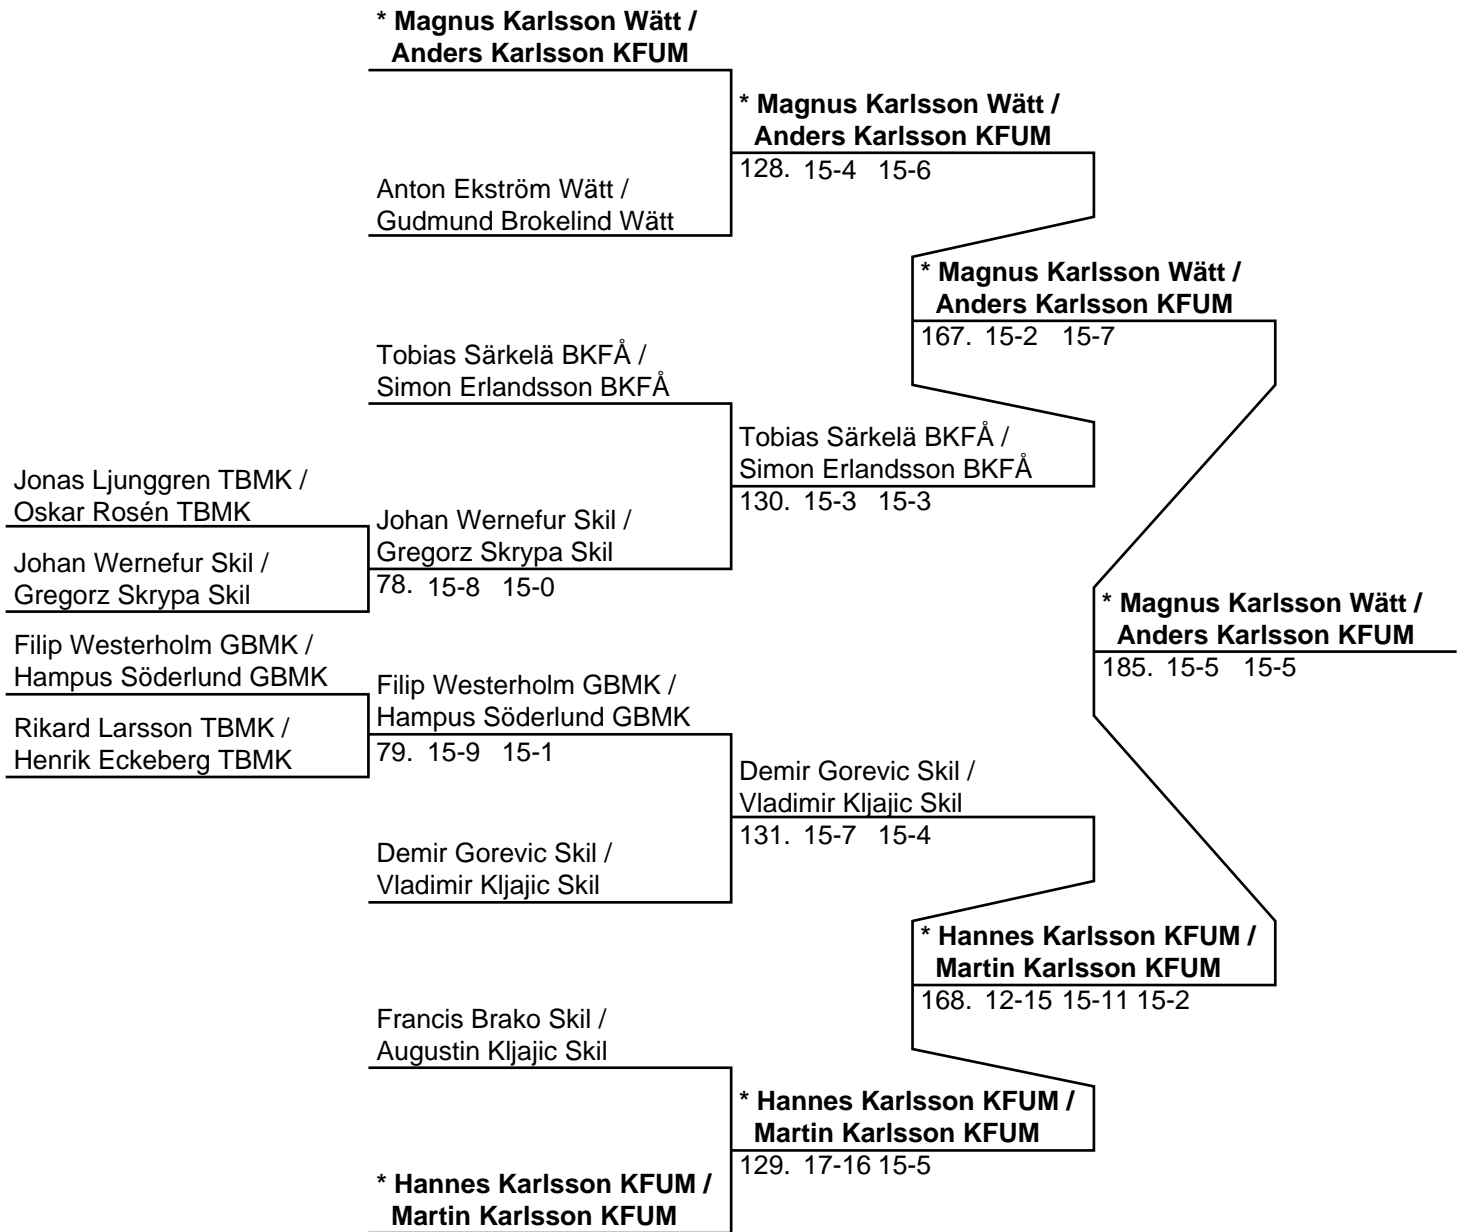 * Magnus Karlsson Wätt /
Anders Karlsson KFUM
* Magnus Karlsson Wätt /
Anders Karlsson KFUM
128. 15-4 15-6
Anton Ekström Wätt /
Gudmund Brokelind Wätt
* Magnus Karlsson Wätt /
Anders Karlsson KFUM
167. 15-2 15-7
Tobias Särkelä BKFÅ /
Simon Erlandsson BKFÅ
Tobias Särkelä BKFÅ /
Simon Erlandsson BKFÅ
130. 15-3 15-3
Jonas Ljunggren TBMK /
Oskar Rosén TBMK
Johan Wernefur Skil /
Gregorz Skrypa Skil
78. 15-8 15-0
Johan Wernefur Skil /
Gregorz Skrypa Skil
* Magnus Karlsson Wätt /
Anders Karlsson KFUM
185. 15-5 15-5
Filip Westerholm GBMK /
Hampus Söderlund GBMK
Filip Westerholm GBMK /
Hampus Söderlund GBMK
79. 15-9 15-1
Rikard Larsson TBMK /
Henrik Eckeberg TBMK
Demir Gorevic Skil /
Vladimir Kljajic Skil
131. 15-7 15-4
Demir Gorevic Skil /
Vladimir Kljajic Skil
* Hannes Karlsson KFUM /
Martin Karlsson KFUM
168. 12-15 15-11 15-2
Francis Brako Skil /
Augustin Kljajic Skil
* Hannes Karlsson KFUM /
Martin Karlsson KFUM
129. 17-16 15-5
* Hannes Karlsson KFUM /
Martin Karlsson KFUM